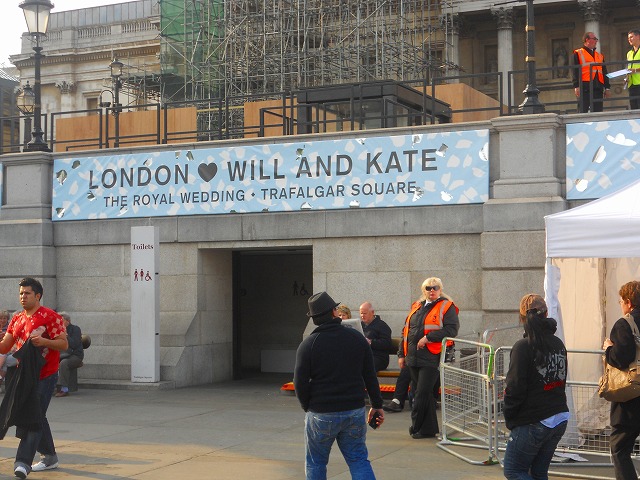 LONDON ♥ WILL AND KATE
THE ROYAL WEDDING • TRAFALGAR SQUARE
Toilets